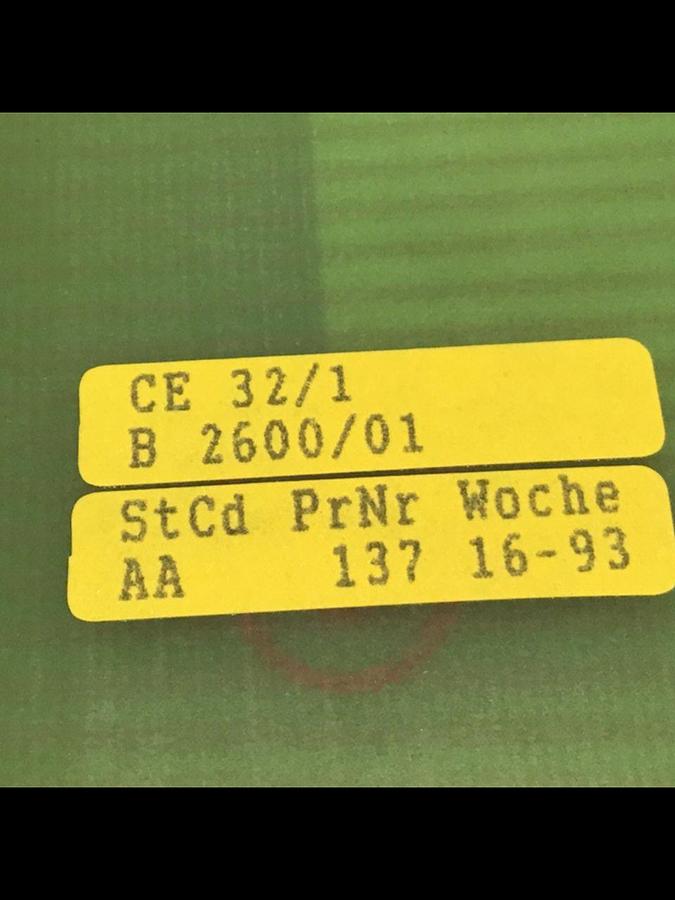 CE 32/1
B 2600/01
StCd PrNr Woche
AA 137 16-93